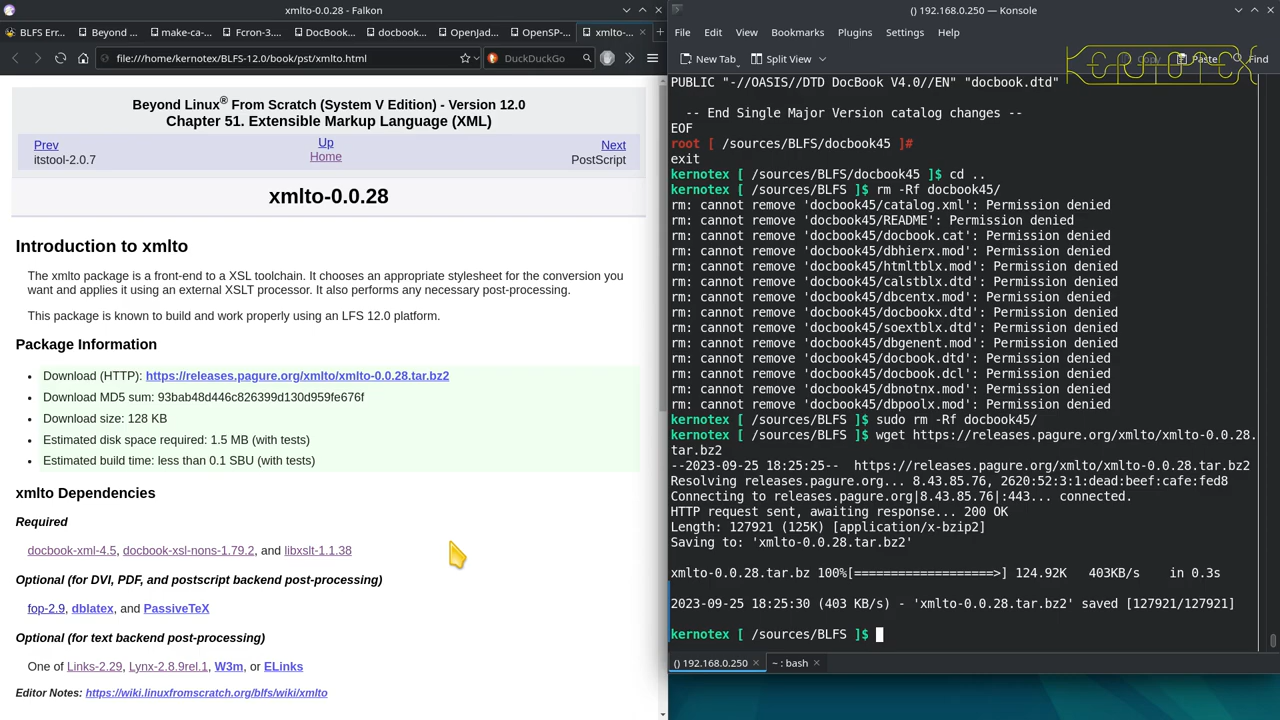 xmlto-0.0.28 - Falkon
BLFS Err...
Beyond ...
make-ca-...
Fcron-3....
DocBook...
docbook...
OpenJad...
OpenSP-...
xmlto-...
file:///home/kernotex/BLFS-12.0/book/pst/xmlto.html
DuckDuckGo
Beyond Linux® From Scratch (System V Edition) - Version 12.0
Chapter 51. Extensible Markup Language (XML)
Prev
Up
Next
itstool-2.0.7
Home
PostScript
xmlto-0.0.28
Introduction to xmlto
The xmlto package is a front-end to a XSL toolchain. It chooses an appropriate stylesheet for the conversion you
want and applies it using an external XSLT processor. It also performs any necessary post-processing.
This package is known to build and work properly using an LFS 12.0 platform.
Package Information
• Download (HTTP): https://releases.pagure.org/xmlto/xmlto-0.0.28.tar.bz2
• Download MD5 sum: 93bab48d446c826399d130d959fe676f
• Download size: 128 KB
• Estimated disk space required: 1.5 MB (with tests)
• Estimated build time: less than 0.1 SBU (with tests)
xmlto Dependencies
Required
docbook-xml-4.5, docbook-xsl-nons-1.79.2, and libxslt-1.1.38
Optional (for DVI, PDF, and postscript backend post-processing)
fop-2.9, dblatex, and PassiveTeX
Optional (for text backend post-processing)
One of Links-2.29, Lynx-2.8.9rel.1, W3m, or ELinks
Editor Notes: https://wiki.linuxfromscratch.org/blfs/wiki/xmlto
() 192.168.0.250 — Konsole
File Edit View Bookmarks Plugins Settings Help
New Tab Split View Copy Paste Find
KERNOTEX
PUBLIC "-//OASIS//DTD DocBook V4.0//EN" "docbook.dtd"
-- End Single Major Version catalog changes --
EOF
root [ /sources/BLFS/docbook45 ]#
exit
kernotex [ /sources/BLFS/docbook45 ]$ cd ..
kernotex [ /sources/BLFS ]$ rm -Rf docbook45/
rm: cannot remove 'docbook45/catalog.xml': Permission denied
rm: cannot remove 'docbook45/README': Permission denied
rm: cannot remove 'docbook45/docbook.cat': Permission denied
rm: cannot remove 'docbook45/dbhierx.mod': Permission denied
rm: cannot remove 'docbook45/htmltblx.mod': Permission denied
rm: cannot remove 'docbook45/calstblx.dtd': Permission denied
rm: cannot remove 'docbook45/dbcentx.mod': Permission denied
rm: cannot remove 'docbook45/docbookx.dtd': Permission denied
rm: cannot remove 'docbook45/soextblx.dtd': Permission denied
rm: cannot remove 'docbook45/dbgenent.mod': Permission denied
rm: cannot remove 'docbook45/docbook.dtd': Permission denied
rm: cannot remove 'docbook45/docbook.dcl': Permission denied
rm: cannot remove 'docbook45/dbnotnx.mod': Permission denied
rm: cannot remove 'docbook45/dbpoolx.mod': Permission denied
kernotex [ /sources/BLFS ]$ sudo rm -Rf docbook45/
kernotex [ /sources/BLFS ]$ wget https://releases.pagure.org/xmlto/xmlto-0.0.28.
tar.bz2
--2023-09-25 18:25:25--  https://releases.pagure.org/xmlto/xmlto-0.0.28.tar.bz2
Resolving releases.pagure.org... 8.43.85.76, 2620:52:3:1:dead:beef:cafe:fed8
Connecting to releases.pagure.org|8.43.85.76|:443... connected.
HTTP request sent, awaiting response... 200 OK
Length: 127921 (125K) [application/x-bzip2]
Saving to: 'xmlto-0.0.28.tar.bz2'
xmlto-0.0.28.tar.bz 100%[===================>] 124.92K 403KB/s in 0.3s
2023-09-25 18:25:30 (403 KB/s) - 'xmlto-0.0.28.tar.bz2' saved [127921/127921]
kernotex [ /sources/BLFS ]$
() 192.168.0.250
~ : bash